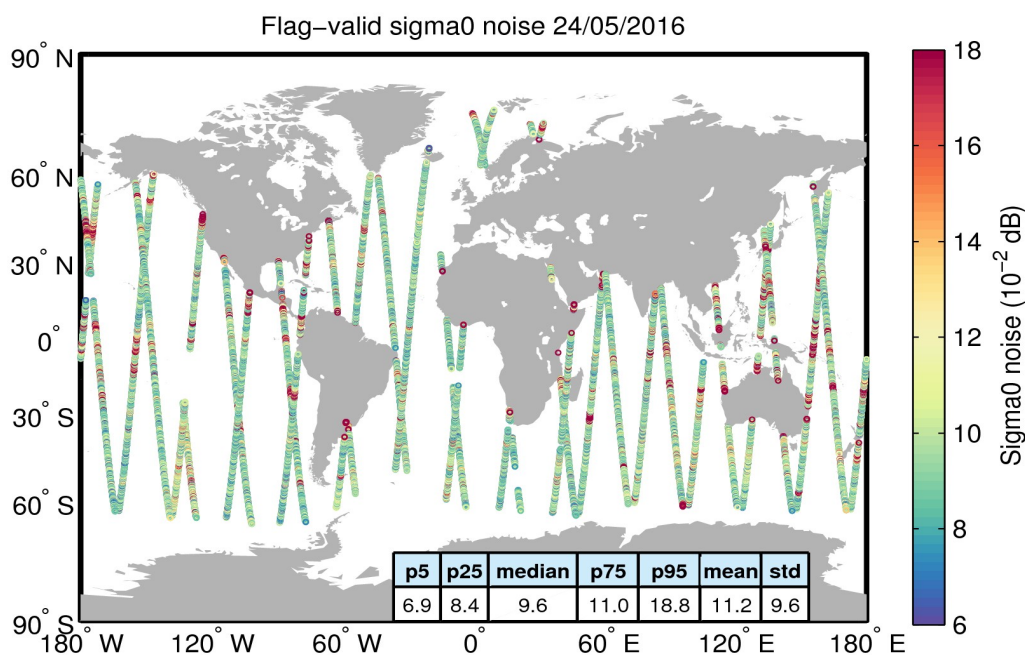 Flag−valid sigma0 noise 24/05/2016
90° N
60° N
30° N
0°
30° S
60° S
90° S
180° W
120° W
60° W
0°
60° E
120° E
180° E
p5 p25 median p75 p95 mean std
6.9 8.4 9.6 11.0 18.8 11.2 9.6
18
16
14
12
10
8
6
Sigma0 noise (10⁻² dB)